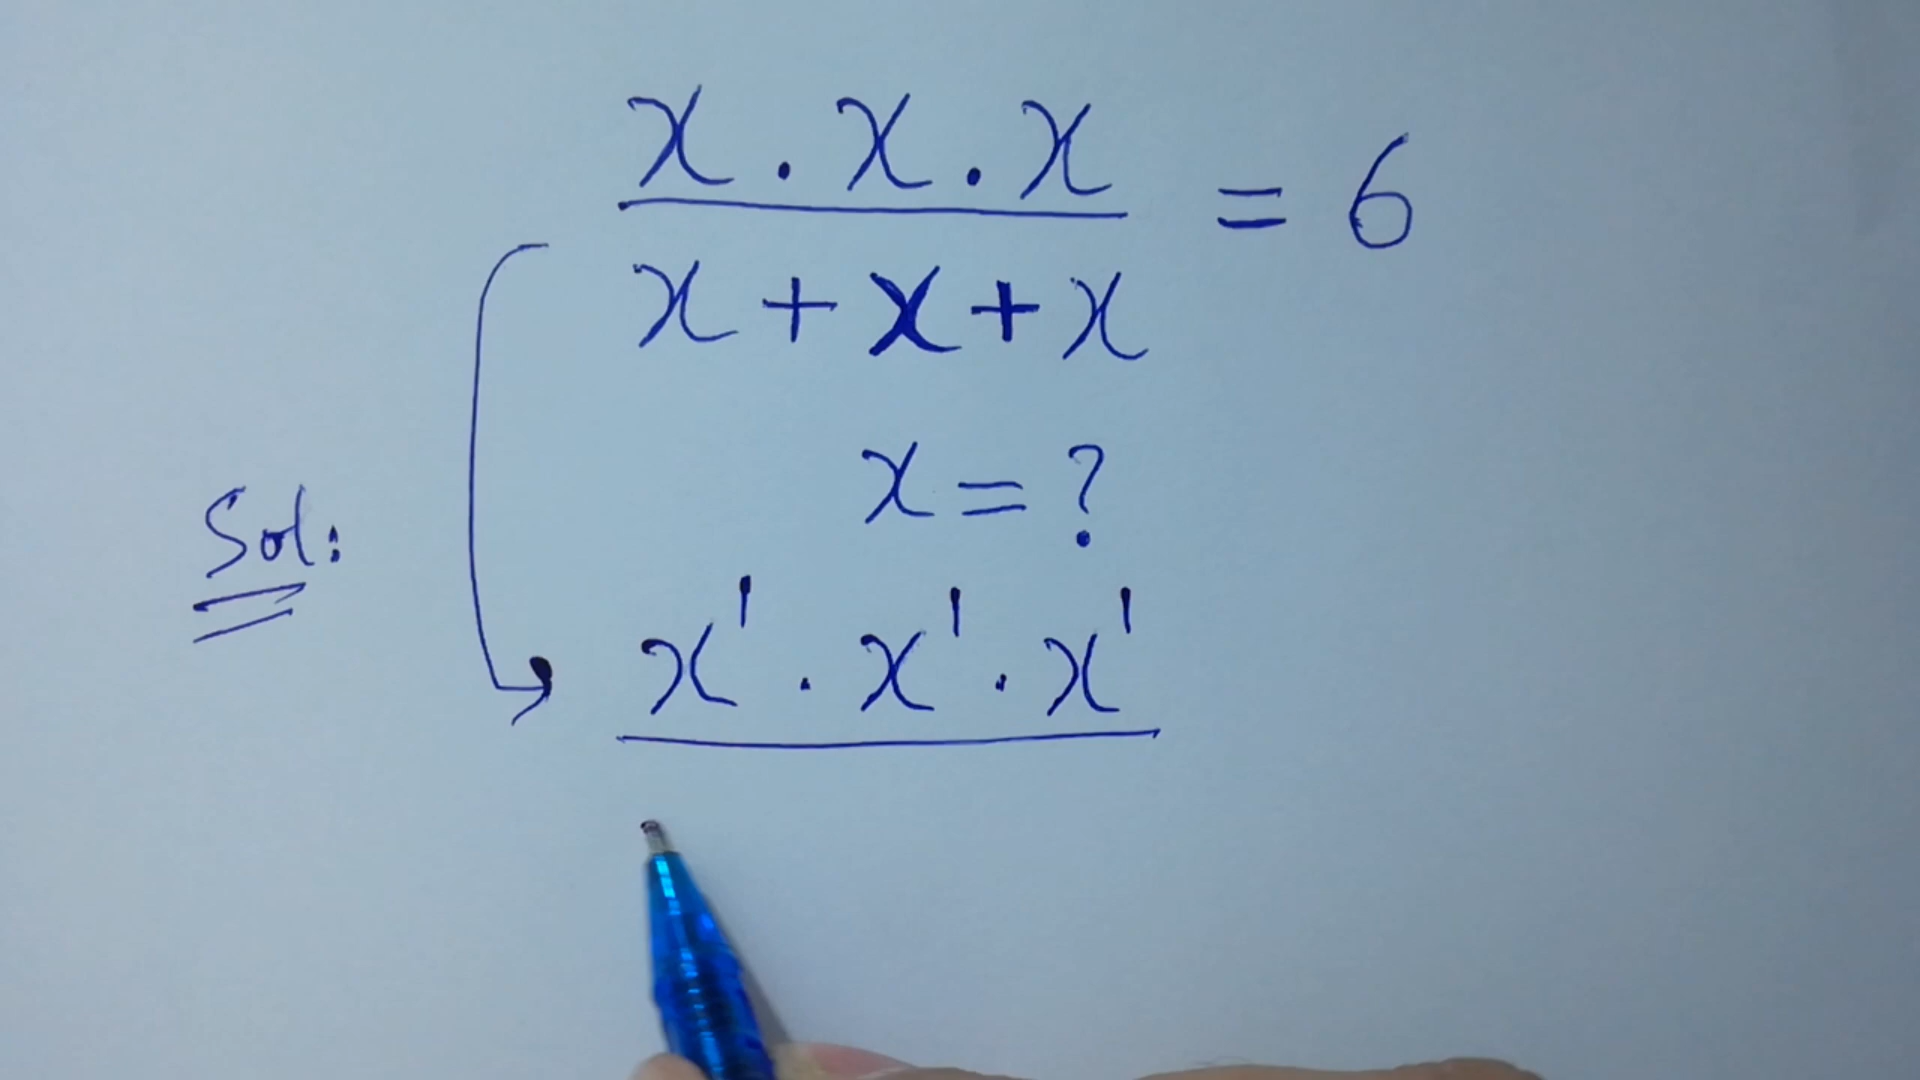 x . x . x
x + x + x
= 6
x = ?
Sol:
x¹ . x¹ . x¹